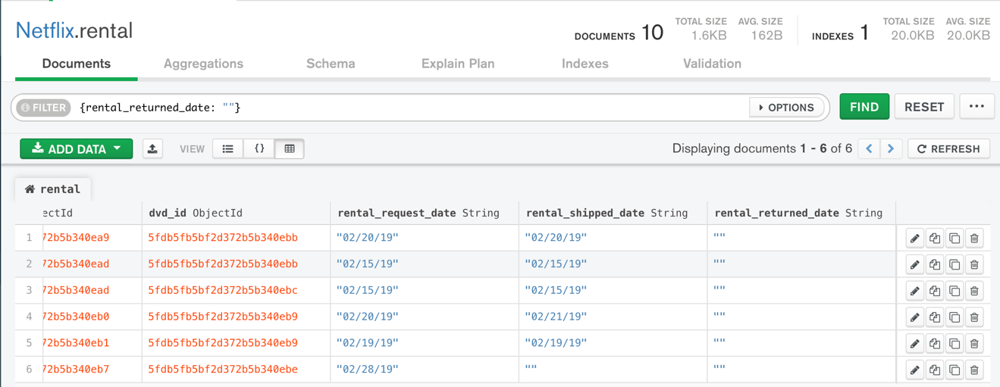 Netflix.rental
DOCUMENTS 10 TOTAL SIZE 1.6KB AVG. SIZE 162B INDEXES 1 TOTAL SIZE 20.0KB AVG. SIZE 20.0KB
Documents Aggregations Schema Explain Plan Indexes Validation
FILTER {rental_returned_date: ""} OPTIONS FIND RESET ...
ADD DATA VIEW {} Displaying documents 1 - 6 of 6 < > REFRESH
rental
ectId dvd_id ObjectId rental_request_date String rental_shipped_date String rental_returned_date String
1 72b5b340ea9 5fdb5fb5bf2d372b5b340ebb "02/20/19" "02/20/19" ""
2 72b5b340ead 5fdb5fb5bf2d372b5b340ebb "02/15/19" "02/15/19" ""
3 72b5b340ead 5fdb5fb5bf2d372b5b340ebc "02/15/19" "02/15/19" ""
4 72b5b340eb0 5fdb5fb5bf2d372b5b340eb9 "02/20/19" "02/21/19" ""
5 72b5b340eb1 5fdb5fb5bf2d372b5b340eb9 "02/19/19" "02/19/19" ""
6 72b5b340eb7 5fdb5fb5bf2d372b5b340ebe "02/28/19" "" ""